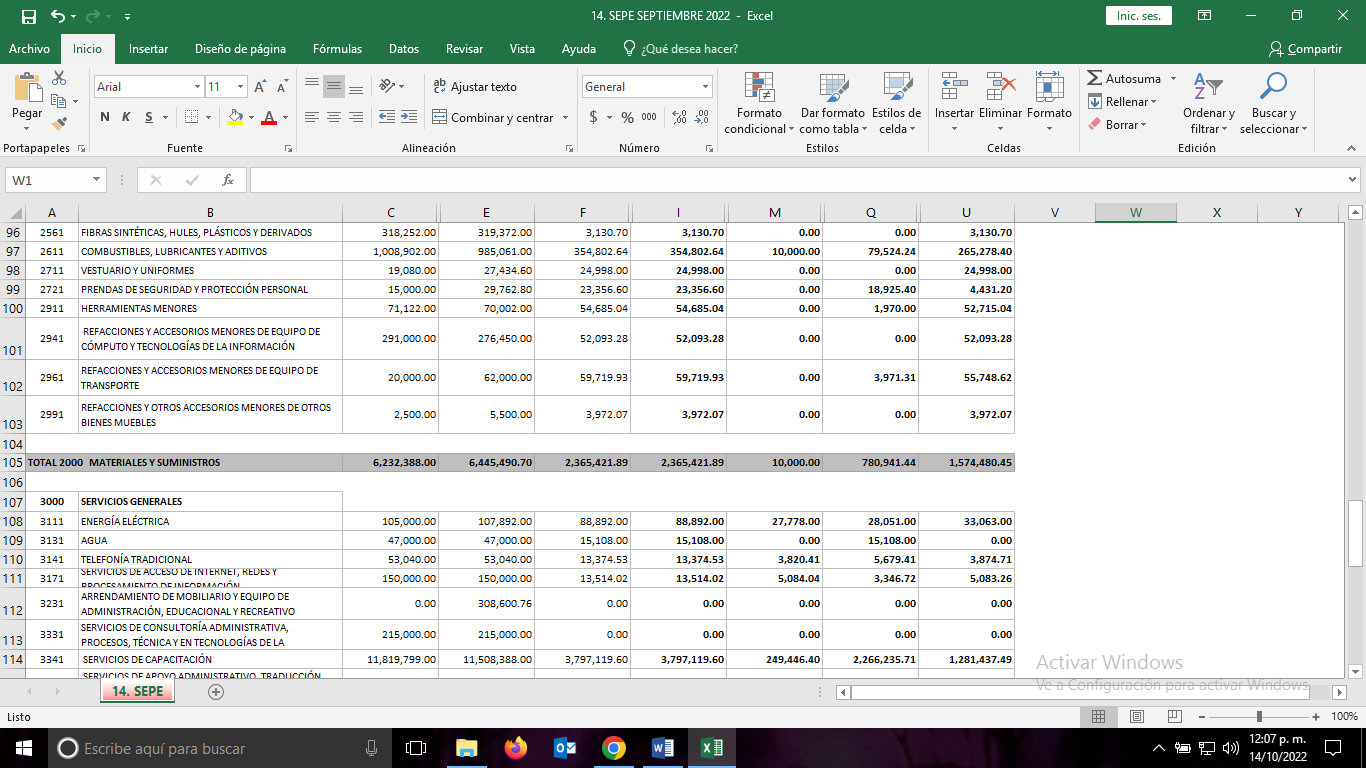 14. SEPE SEPTIEMBRE 2022 - Excel
Inic. ses.
Archivo Inicio Insertar Diseño de página Fórmulas Datos Revisar Vista Ayuda ¿Qué desea hacer? Compartir
Pegar
Arial 11
N K S
Ajustar texto
Combinar y centrar
General
$ % 000
Formato condicional
Dar formato como tabla
Estilos de celda
Insertar Eliminar Formato
Autosuma
Rellenar
Borrar
Ordenar y filtrar
Buscar y seleccionar
Portapapeles Fuente Alineación Número Estilos Celdas Edición
W1 fx
A B C E F I M Q U V W X Y
96 2561 FIBRAS SINTÉTICAS, HULES, PLÁSTICOS Y DERIVADOS 318,252.00 319,372.00 3,130.70 3,130.70 0.00 0.00 3,130.70
97 2611 COMBUSTIBLES, LUBRICANTES Y ADITIVOS 1,008,902.00 985,061.00 354,802.64 354,802.64 10,000.00 79,524.24 265,278.40
98 2711 VESTUARIO Y UNIFORMES 19,080.00 27,434.60 24,998.00 24,998.00 0.00 0.00 24,998.00
99 2721 PRENDAS DE SEGURIDAD Y PROTECCIÓN PERSONAL 15,000.00 29,762.80 23,356.60 23,356.60 0.00 18,925.40 4,431.20
100 2911 HERRAMIENTAS MENORES 71,122.00 70,002.00 54,685.04 54,685.04 0.00 1,970.00 52,715.04
101 2941 REFACCIONES Y ACCESORIOS MENORES DE EQUIPO DE
CÓMPUTO Y TECNOLOGÍAS DE LA INFORMACIÓN 291,000.00 276,450.00 52,093.28 52,093.28 0.00 0.00 52,093.28
102 2961 REFACCIONES Y ACCESORIOS MENORES DE EQUIPO DE
TRANSPORTE 20,000.00 62,000.00 59,719.93 59,719.93 0.00 3,971.31 55,748.62
103 2991 REFACCIONES Y OTROS ACCESORIOS MENORES DE OTROS
BIENES MUEBLES 2,500.00 5,500.00 3,972.07 3,972.07 0.00 0.00 3,972.07
104
105 TOTAL 2000 MATERIALES Y SUMINISTROS 6,232,388.00 6,445,490.70 2,365,421.89 2,365,421.89 10,000.00 780,941.44 1,574,480.45
106
107 3000 SERVICIOS GENERALES
108 3111 ENERGÍA ELÉCTRICA 105,000.00 107,892.00 88,892.00 88,892.00 27,778.00 28,051.00 33,063.00
109 3131 AGUA 47,000.00 47,000.00 15,108.00 15,108.00 0.00 15,108.00 0.00
110 3141 TELEFONÍA TRADICIONAL 53,040.00 53,040.00 13,374.53 13,374.53 3,820.41 5,679.41 3,874.71
111 3171 SERVICIOS DE ACCESO DE INTERNET, REDES Y
PROCESAMIENTO DE INFORMACIÓN 150,000.00 150,000.00 13,514.02 13,514.02 5,084.04 3,346.72 5,083.26
112 3231 ARRENDAMIENTO DE MOBILIARIO Y EQUIPO DE
ADMINISTRACIÓN, EDUCACIONAL Y RECREATIVO 0.00 308,600.76 0.00 0.00 0.00 0.00 0.00
113 3331 SERVICIOS DE CONSULTORÍA ADMINISTRATIVA,
PROCESOS, TÉCNICA Y EN TECNOLOGÍAS DE LA 215,000.00 215,000.00 0.00 0.00 0.00 0.00 0.00
114 3341 SERVICIOS DE CAPACITACIÓN 11,819,799.00 11,508,388.00 3,797,119.60 3,797,119.60 249,446.40 2,266,235.71 1,281,437.49
SERVICIOS DE APOYO ADMINISTRATIVO, TRADUCCIÓN,
Activar Windows
Ve a Configuración para activar Windows.
14. SEPE
Listo 100%
Escribe aquí para buscar
12:07 p. m.
14/10/2022